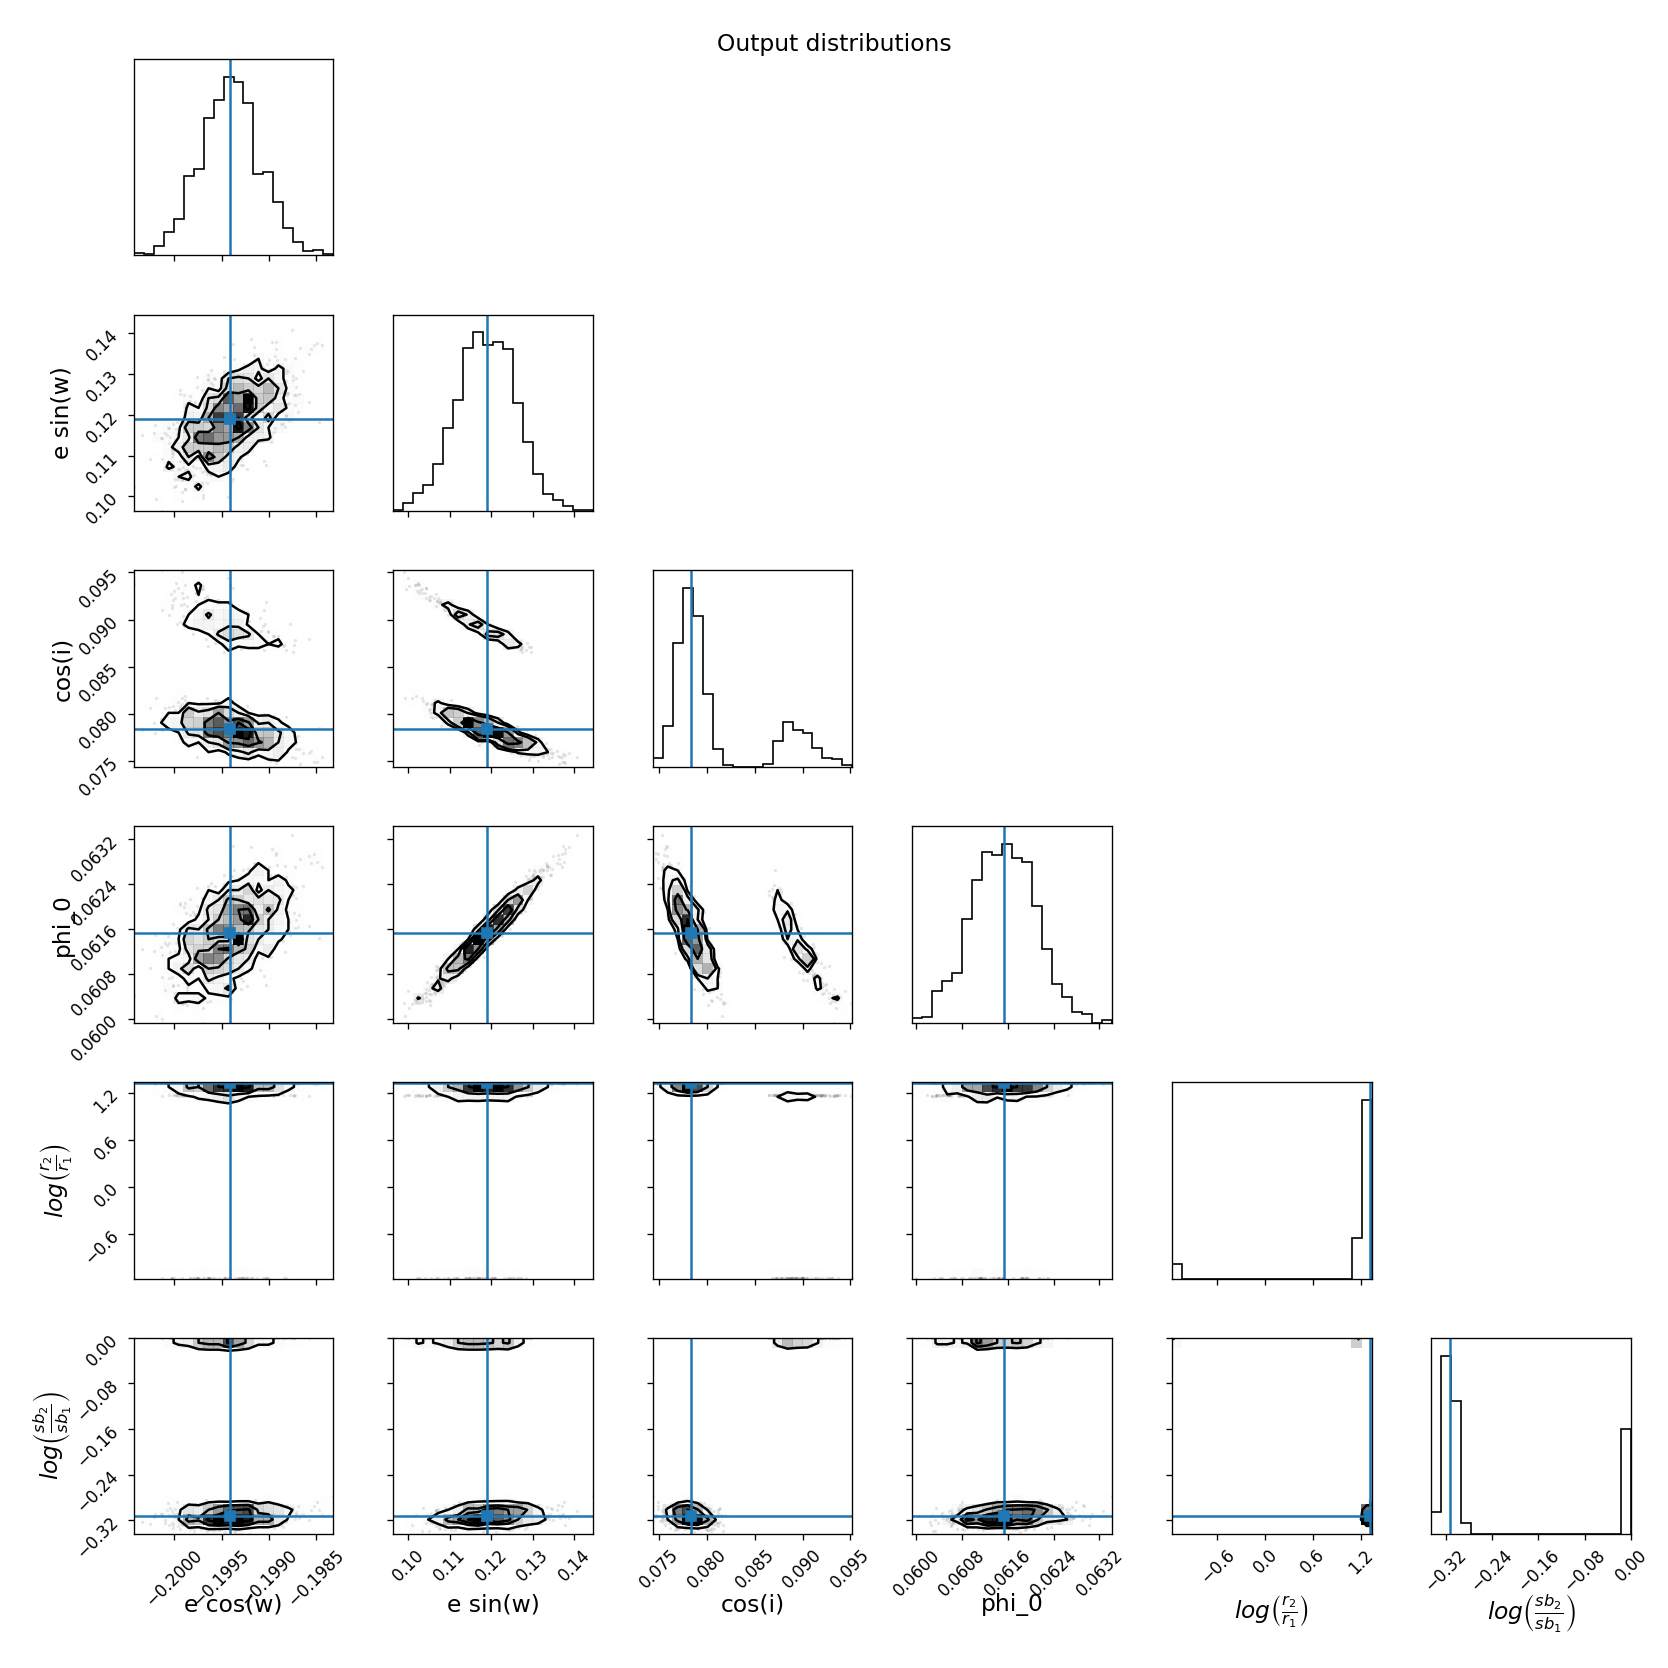 Output distributions
0.14
0.13
0.12
0.11
0.10
e sin(w)
0.095
0.090
0.085
0.080
0.075
cos(i)
0.0632
0.0624
0.0616
0.0608
0.0600
phi_0
1.2
0.6
0.0
−0.6
log(r₂/r₁)
0.00
−0.08
−0.16
−0.24
−0.32
log(sb₂/sb₁)
−0.2000 −0.1995 −0.1990 −0.1985
0.10 0.11 0.12 0.13 0.14
0.075 0.080 0.085 0.090 0.095
0.0600 0.0608 0.0616 0.0624 0.0632
−0.6 0.0 0.6 1.2
−0.32 −0.24 −0.16 −0.08 0.00
e cos(w) e sin(w) cos(i) phi_0 log(r₂/r₁) log(sb₂/sb₁)